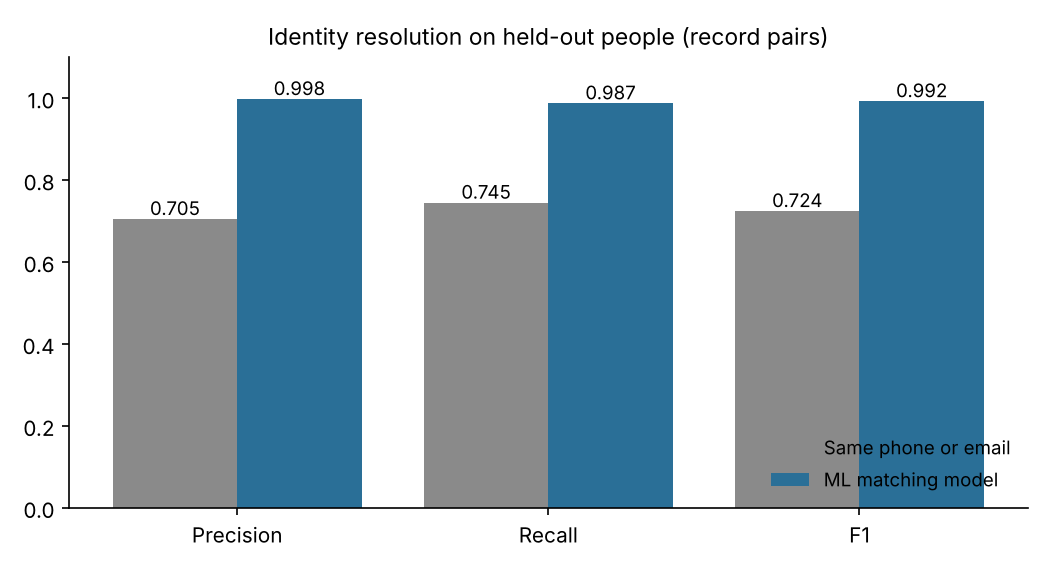 Identity resolution on held-out people (record pairs)
1.0
0.8
0.6
0.4
0.2
0.0
0.705
0.998
0.745
0.987
0.724
0.992
Same phone or email
ML matching model
Precision
Recall
F1